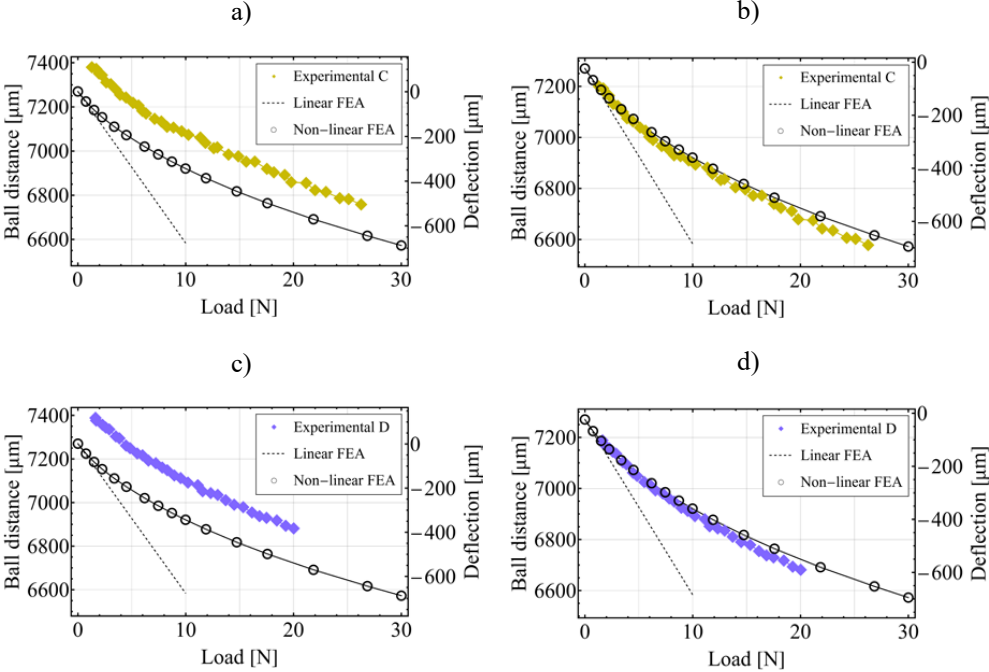 a)
7400
7200
7000
6800
6600
Ball distance [μm]
0
−200
−400
−600
Deflection [μm]
Experimental C
Linear FEA
Non−linear FEA
0
10
20
30
Load [N]
b)
7200
7000
6800
6600
Ball distance [μm]
0
−200
−400
−600
Deflection [μm]
Experimental C
Linear FEA
Non−linear FEA
0
10
20
30
Load [N]
c)
7400
7200
7000
6800
6600
Ball distance [μm]
0
−200
−400
−600
Deflection [μm]
Experimental D
Linear FEA
Non−linear FEA
0
10
20
30
Load [N]
d)
7200
7000
6800
6600
Ball distance [μm]
0
−200
−400
−600
Deflection [μm]
Experimental D
Linear FEA
Non−linear FEA
0
10
20
30
Load [N]